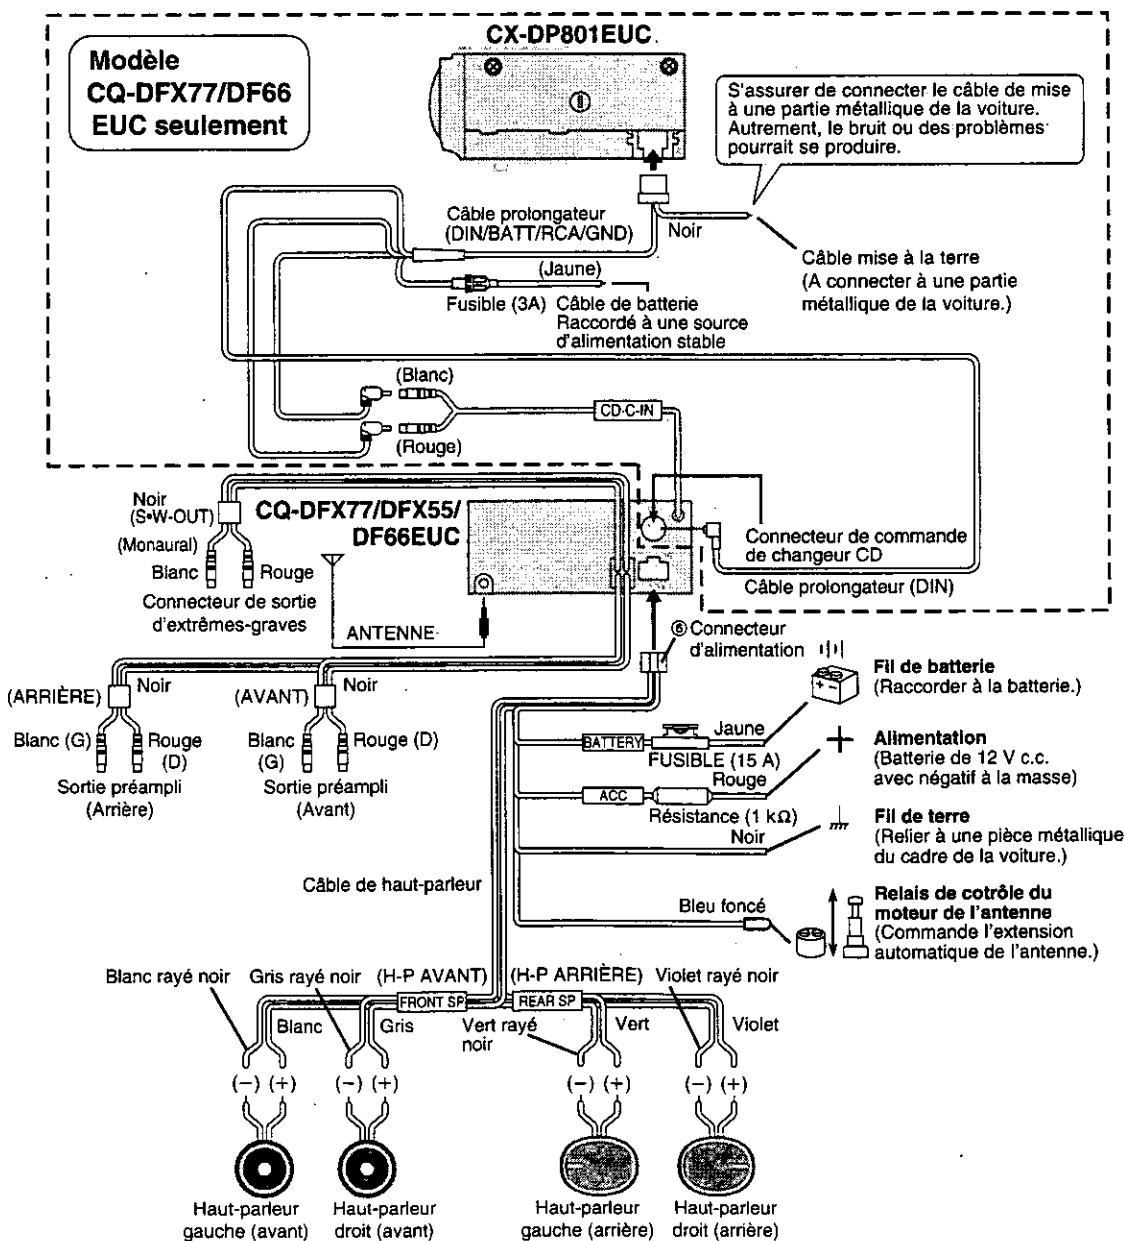 CX-DP801EUC
Modèle
CQ-DFX77/DF66
EUC seulement
S'assurer de connecter le câble de mise
à une partie métallique de la voiture.
Autrement, le bruit ou des problèmes
pourrait se produire.
Câble prolongateur
(DIN/BATT/RCA/GND)
Noir
(Jaune)
Fusible (3A)
Câble de batterie
Raccordé à une source
d'alimentation stable
Câble mise à la terre
(A connecter à une partie
métallique de la voiture.)
(Blanc)
CD·C-IN
(Rouge)
Noir
(S•W-OUT)
(Monaural)
Blanc
Rouge
Connecteur de sortie
d'extrêmes-graves
CQ-DFX77/DFX55/
DF66EUC
Connecteur de commande
de changeur CD
Câble prolongateur (DIN)
ANTENNE
⑥ Connecteur
d'alimentation
(ARRIÈRE)
Noir
Blanc (G)
Rouge
(D)
Sortie préampli
(Arrière)
(AVANT)
Noir
Blanc
(G)
Rouge (D)
Sortie préampli
(Avant)
BATTERY
Jaune
FUSIBLE (15 A)
+ −
Fil de batterie
(Raccorder à la batterie.)
ACC
Rouge
Résistance (1 kΩ)
+
Alimentation
(Batterie de 12 V c.c.
avec négatif à la masse)
Noir
Fil de terre
(Relier à une pièce métallique
du cadre de la voiture.)
Câble de haut-parleur
Bleu foncé
Relais de cotrôle du
moteur de l'antenne
(Commande l'extension
automatique de l'antenne.)
Blanc rayé noir
Gris rayé noir
(H-P AVANT)
(H-P ARRIÈRE)
Violet rayé noir
FRONT SP
REAR SP
Blanc
Gris
Vert rayé
noir
Vert
Violet
(−) (+)
(−) (+)
(−) (+)
(−) (+)
Haut-parleur
gauche (avant)
Haut-parleur
droit (avant)
Haut-parleur
gauche (arrière)
Haut-parleur
droit (arrière)